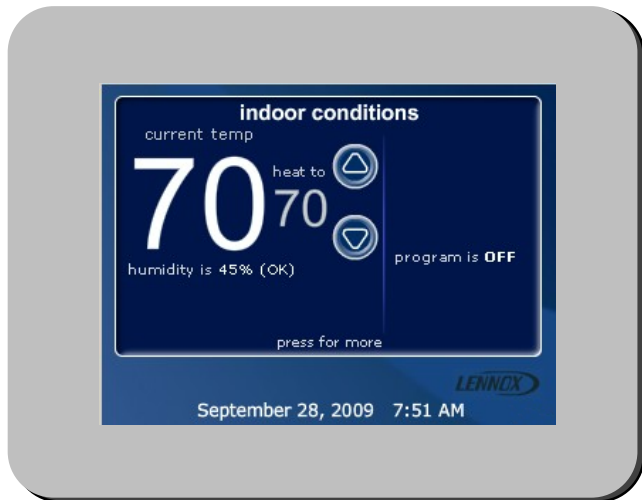 indoor conditions
current temp
70
heat to
70
humidity is 45% (OK)
program is OFF
press for more
LENNOX
September 28, 2009 7:51 AM